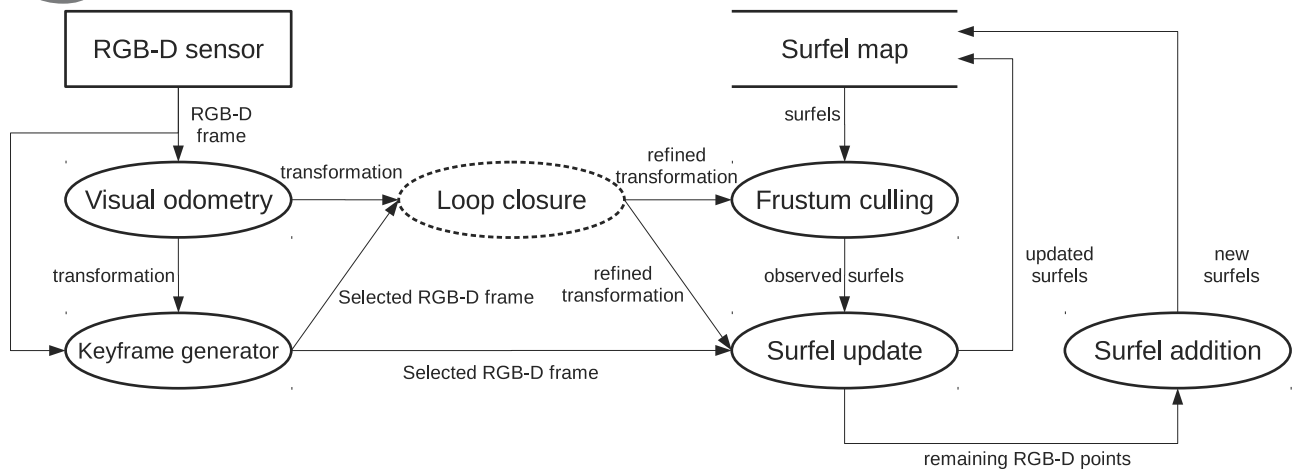 RGB-D sensor
Surfel map
RGB-D
frame
surfels
transformation
refined
transformation
Visual odometry
Loop closure
Frustum culling
transformation
Selected RGB-D frame
refined
transformation
observed surfels
updated
surfels
new
surfels
Keyframe generator
Selected RGB-D frame
Surfel update
Surfel addition
remaining RGB-D points